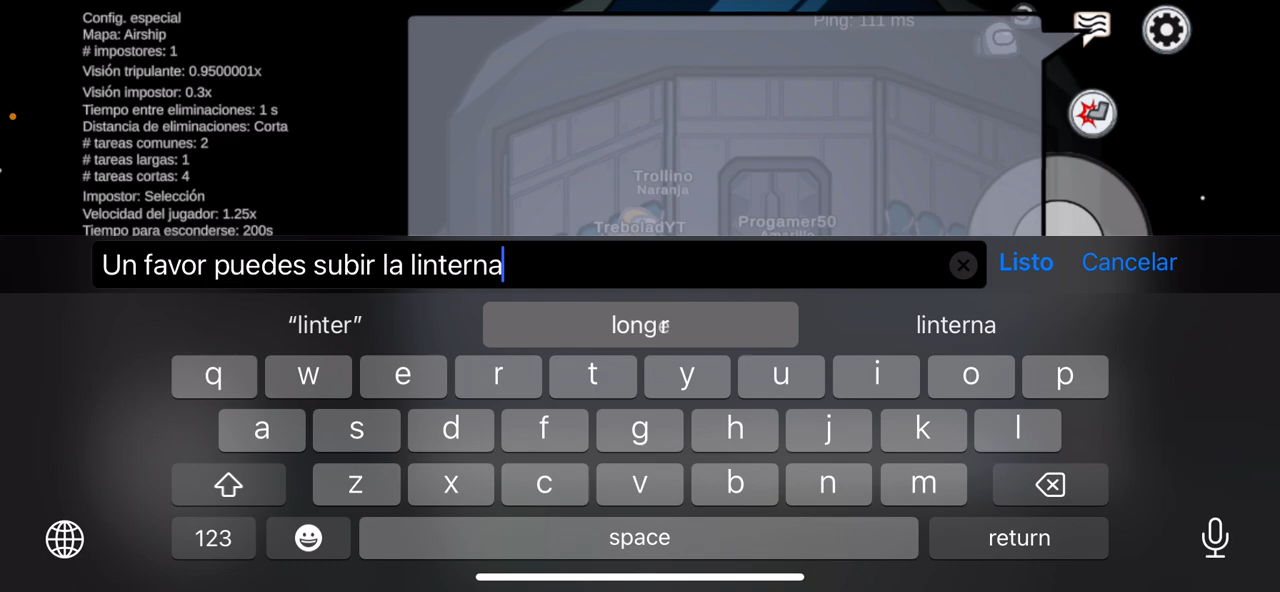 Config. especial
Mapa: Airship
# impostores: 1
Visión tripulante: 0.9500001x
Visión impostor: 0.3x
Tiempo entre eliminaciones: 1 s
Distancia de eliminaciones: Corta
# tareas comunes: 2
# tareas largas: 1
# tareas cortas: 4
Impostor: Selección
Velocidad del jugador: 1.25x
Tiempo para esconderse: 200s
Ping: 111 ms
Trollino
Naranja
TreboladYT
Progamer50
Amarillo
Un favor puedes subir la linterna
Listo Cancelar
“linter” linterna
q w e r t y u i o p
a s d f g h j k l
z x c v b n m
123 space return